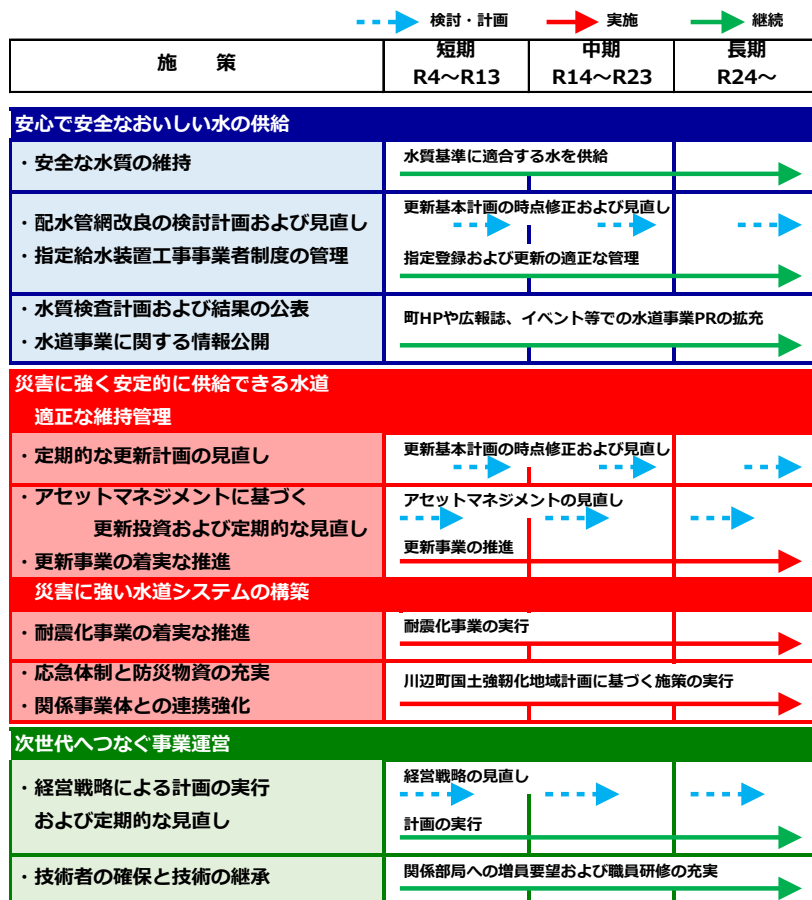 検討・計画 実施 継続
施　策 短期 中期 長期
R4～R13 R14～R23 R24～
安心で安全なおいしい水の供給
・安全な水質の維持
水質基準に適合する水を供給
・配水管網改良の検討計画および見直し
・指定給水装置工事事業者制度の管理
更新基本計画の時点修正および見直し
指定登録および更新の適正な管理
・水質検査計画および結果の公表
・水道事業に関する情報公開
町HPや広報誌、イベント等での水道事業PRの拡充
災害に強く安定的に供給できる水道
適正な維持管理
・定期的な更新計画の見直し
更新基本計画の時点修正および見直し
・アセットマネジメントに基づく
更新投資および定期的な見直し
・更新事業の着実な推進
アセットマネジメントの見直し
更新事業の推進
災害に強い水道システムの構築
・耐震化事業の着実な推進
耐震化事業の実行
・応急体制と防災物資の充実
・関係事業体との連携強化
川辺町国土強靭化地域計画に基づく施策の実行
次世代へつなぐ事業運営
・経営戦略による計画の実行
および定期的な見直し
経営戦略の見直し
計画の実行
・技術者の確保と技術の継承
関係部局への増員要望および職員研修の充実